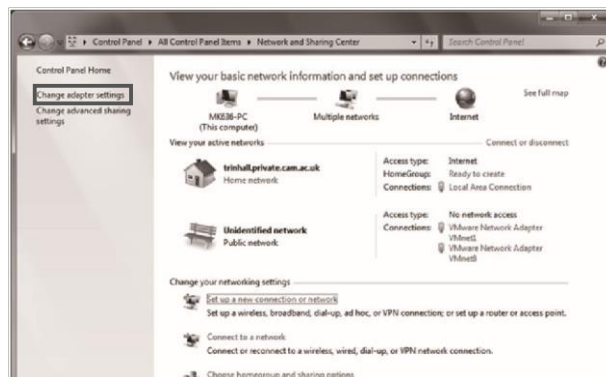 Control Panel ▸ All Control Panel Items ▸ Network and Sharing Center
Search Control Panel
Control Panel Home
Change adapter settings
Change advanced sharing
settings
View your basic network information and set up connections
See full map
MK636-PC
(This computer)
Multiple networks
Internet
View your active networks
Connect or disconnect
trinhall.private.cam.ac.uk
Home network
Access type: Internet
HomeGroup: Ready to create
Connections: Local Area Connection
Unidentified network
Public network
Access type: No network access
Connections: VMware Network Adapter
VMnet1
VMware Network Adapter
VMnet8
Change your networking settings
Set up a new connection or network
Set up a wireless, broadband, dial-up, ad hoc, or VPN connection; or set up a router or access point.
Connect to a network
Connect or reconnect to a wireless, wired, dial-up, or VPN network connection.
Choose homegroup and sharing options